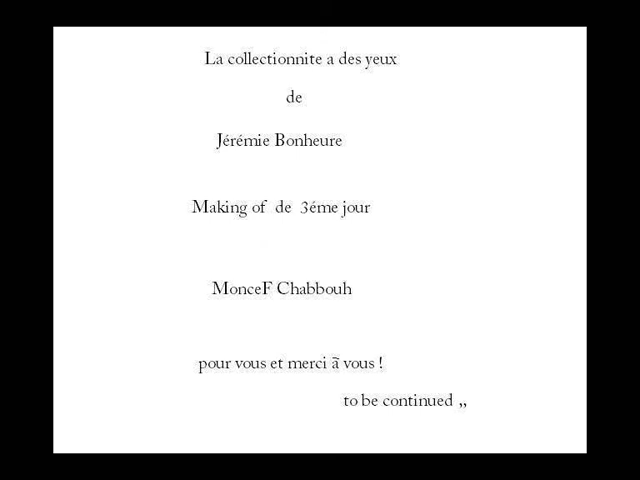 La collectionnite a des yeux
de
Jérémie Bonheure
Making of de 3éme jour
MonceF Chabbouh
pour vous et merci ã vous !
to be continued ,,